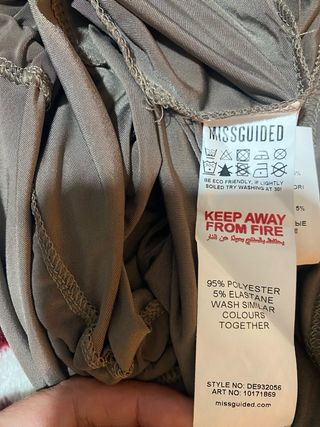 MISSGUIDED
BE ECO FRIENDLY, IF LIGHTLY
SOILED TRY WASHING AT 30!
KEEP AWAY
FROM FIRE
95% POLYESTER
5% ELASTANE
WASH SIMILAR
COLOURS
TOGETHER
STYLE NO: DE932056
ART NO: 10171869
missguided.com
5%